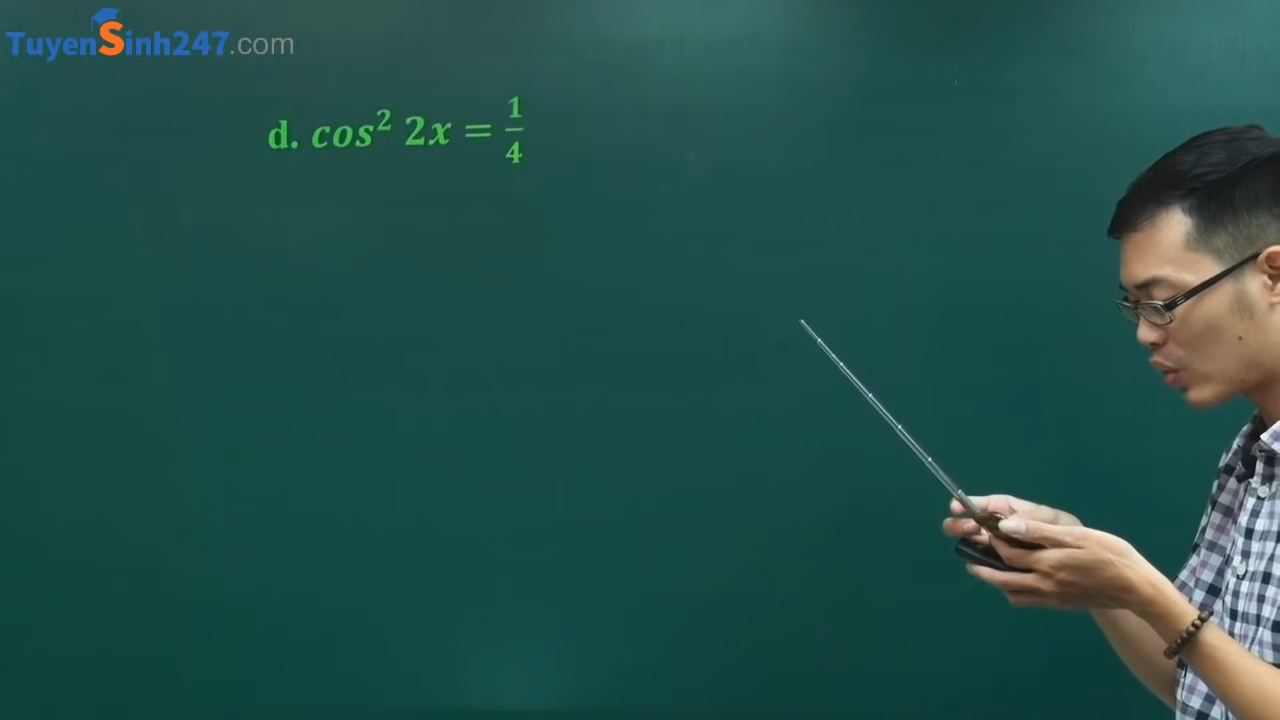 TuyenSinh247.com
d. cos² 2x = 1/4